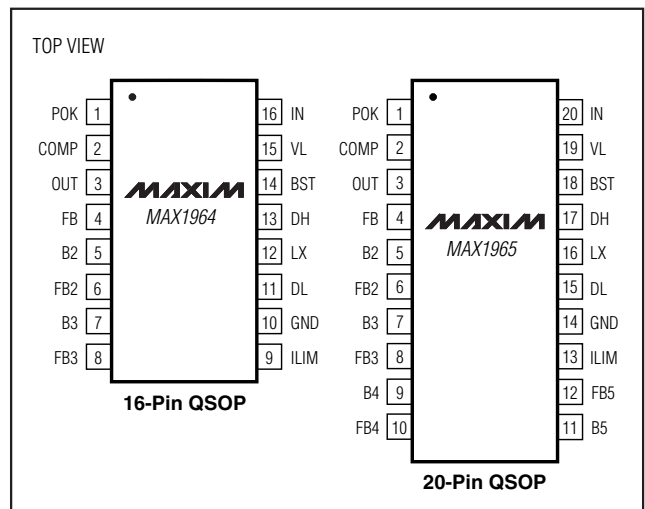 TOP VIEW
POK 1
COMP 2
OUT 3
FB 4
B2 5
FB2 6
B3 7
FB3 8
MAXIM
MAX1964
16 IN
15 VL
14 BST
13 DH
12 LX
11 DL
10 GND
9 ILIM
16-Pin QSOP
POK 1
COMP 2
OUT 3
FB 4
B2 5
FB2 6
B3 7
FB3 8
B4 9
FB4 10
MAXIM
MAX1965
20 IN
19 VL
18 BST
17 DH
16 LX
15 DL
14 GND
13 ILIM
12 FB5
11 B5
20-Pin QSOP